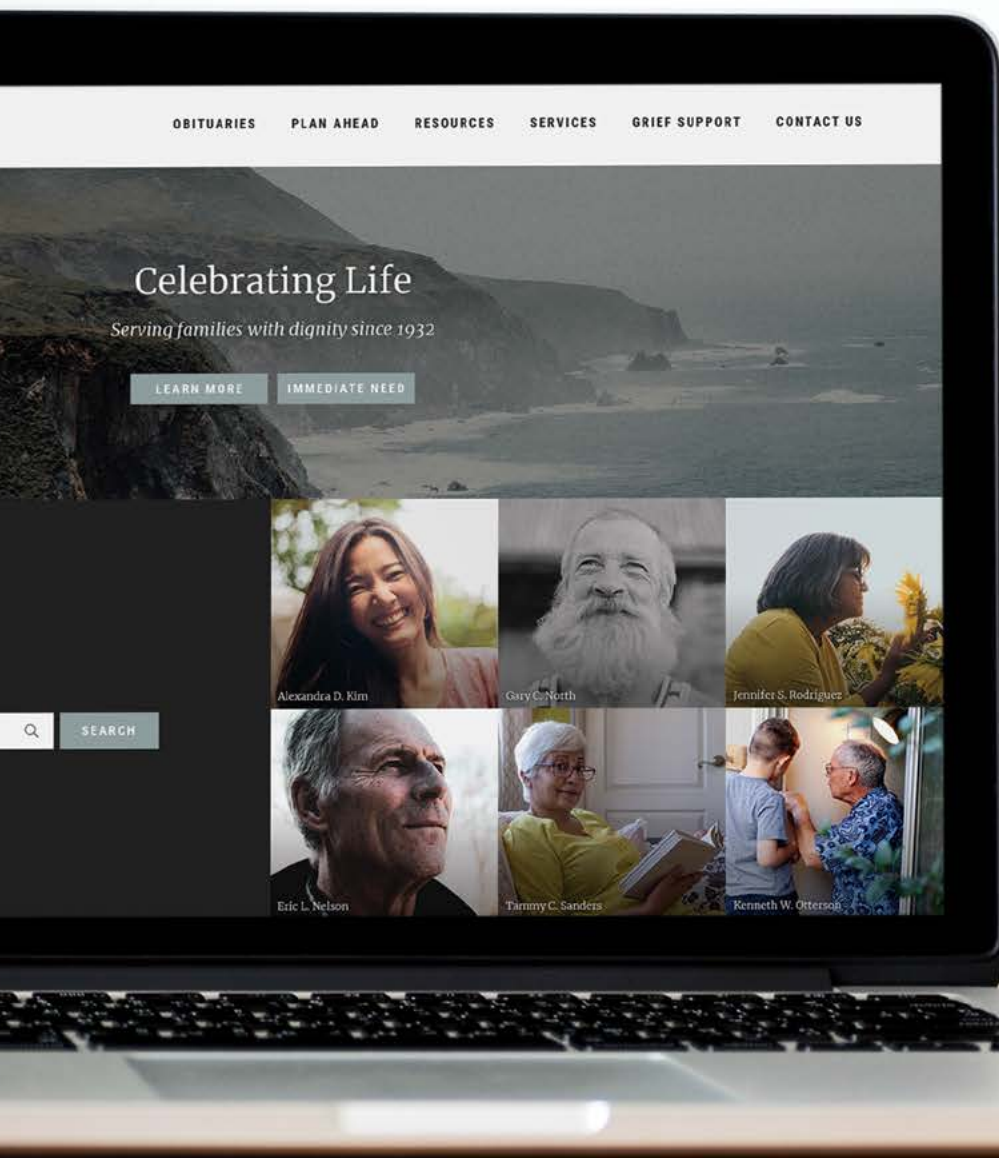 OBITUARIES PLAN AHEAD RESOURCES SERVICES GRIEF SUPPORT CONTACT US
Celebrating Life
Serving families with dignity since 1932
LEARN MORE IMMEDIATE NEED
Alexandra D. Kim Gary C. North Jennifer S. Rodriguez
SEARCH
Eric L. Nelson Tammy C. Sanders Kenneth W. Otterson